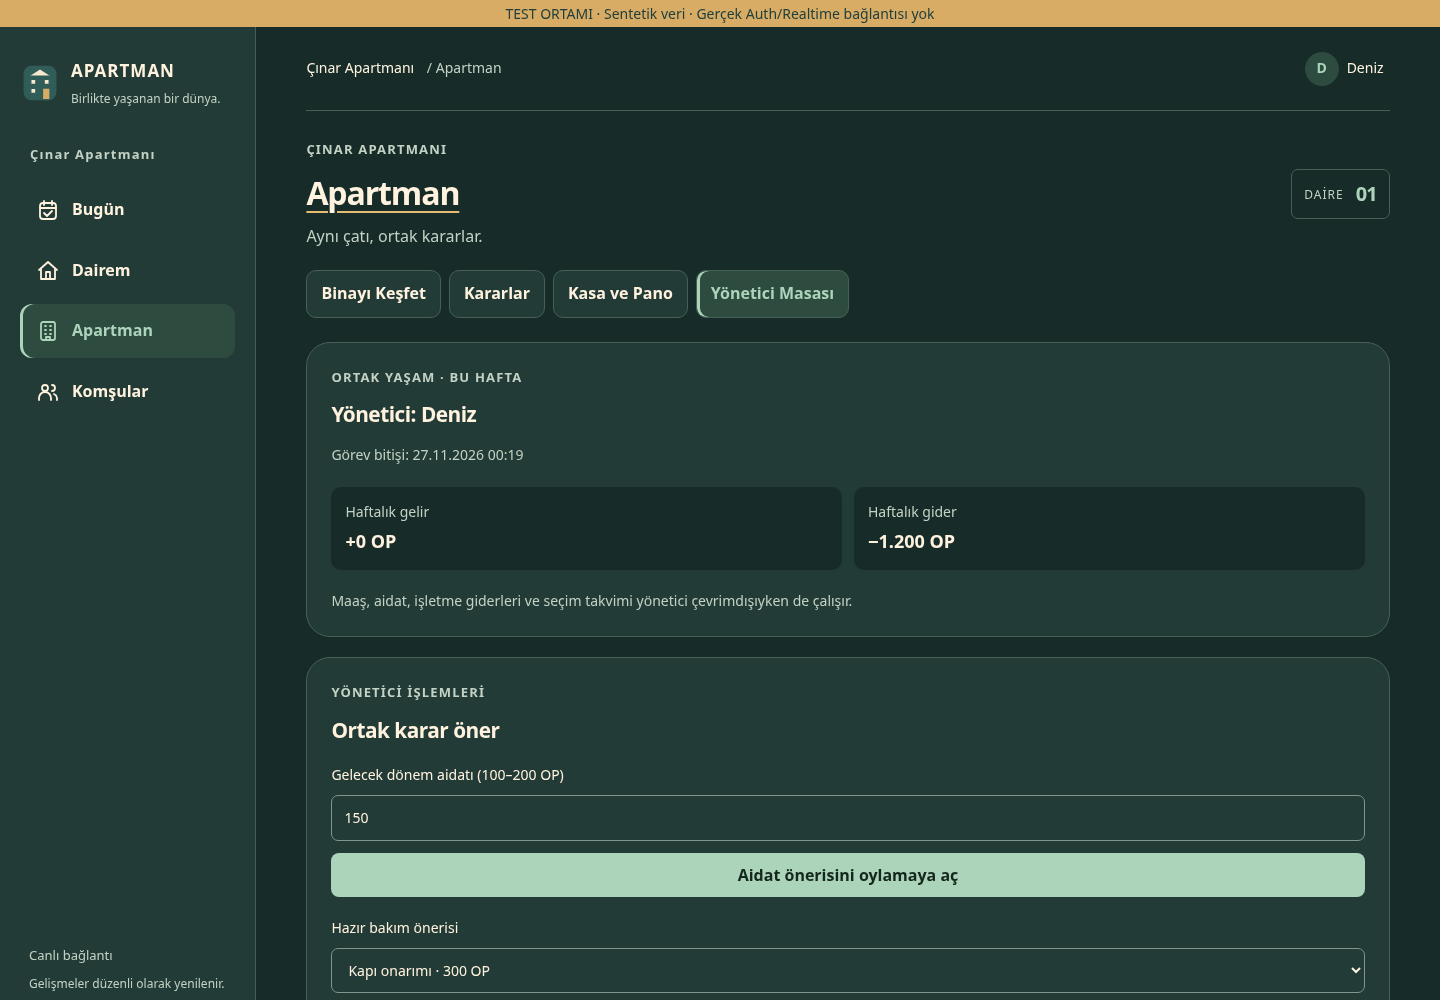 TEST ORTAMI · Sentetik veri · Gerçek Auth/Realtime bağlantısı yok
APARTMAN
Birlikte yaşanan bir dünya.
Çınar Apartmanı
Bugün
Dairem
Apartman
Komşular
Canlı bağlantı
Gelişmeler düzenli olarak yenilenir.
Çınar Apartmanı / Apartman
D Deniz
ÇINAR APARTMANI
Apartman
DAİRE 01
Aynı çatı, ortak kararlar.
Binayı Keşfet Kararlar Kasa ve Pano Yönetici Masası
ORTAK YAŞAM · BU HAFTA
Yönetici: Deniz
Görev bitişi: 27.11.2026 00:19
Haftalık gelir
+0 OP
Haftalık gider
−1.200 OP
Maaş, aidat, işletme giderleri ve seçim takvimi yönetici çevrimdışıyken de çalışır.
YÖNETİCİ İŞLEMLERİ
Ortak karar öner
Gelecek dönem aidatı (100–200 OP)
150
Aidat önerisini oylamaya aç
Hazır bakım önerisi
Kapı onarımı · 300 OP